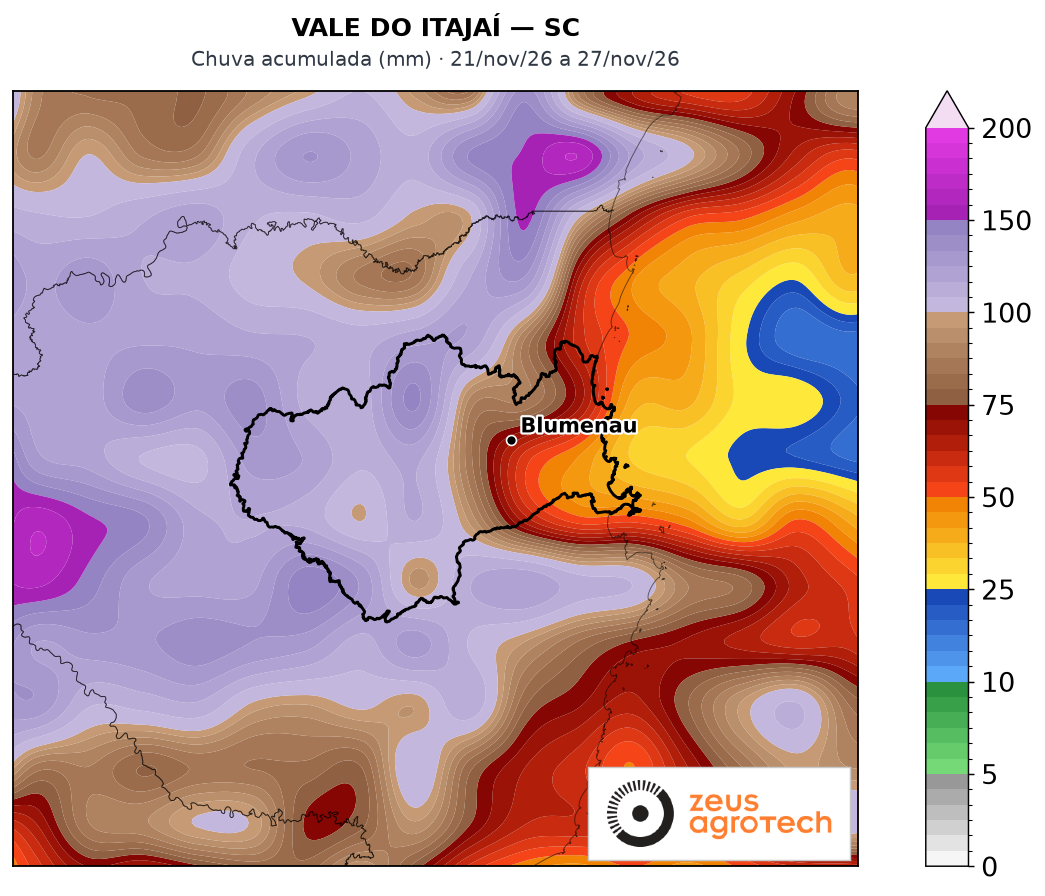 VALE DO ITAJAÍ — SC
Chuva acumulada (mm) · 21/nov/26 a 27/nov/26
200
150
100
75
50
25
10
5
0
Blumenau
zeus
agrotech